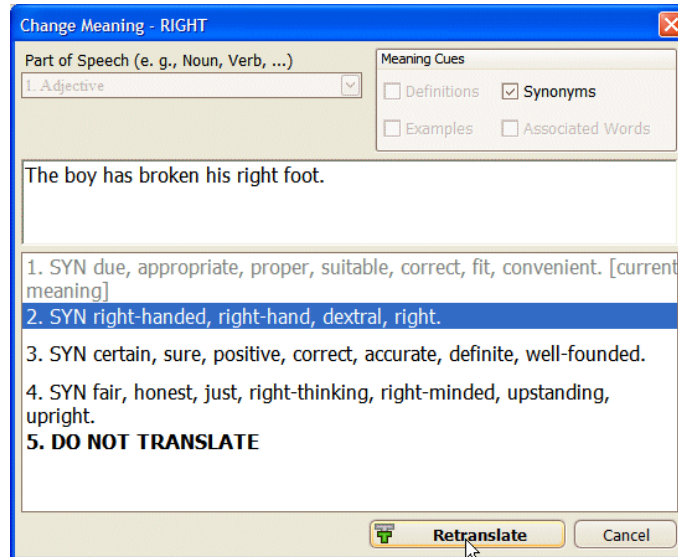 Change Meaning - RIGHT
Part of Speech (e. g., Noun, Verb, ...)
1. Adjective
Meaning Cues
Definitions
Synonyms
Examples
Associated Words
The boy has broken his right foot.
1. SYN due, appropriate, proper, suitable, correct, fit, convenient. [current
meaning]
2. SYN right-handed, right-hand, dextral, right.
3. SYN certain, sure, positive, correct, accurate, definite, well-founded.
4. SYN fair, honest, just, right-thinking, right-minded, upstanding,
upright.
5. DO NOT TRANSLATE
Retranslate
Cancel